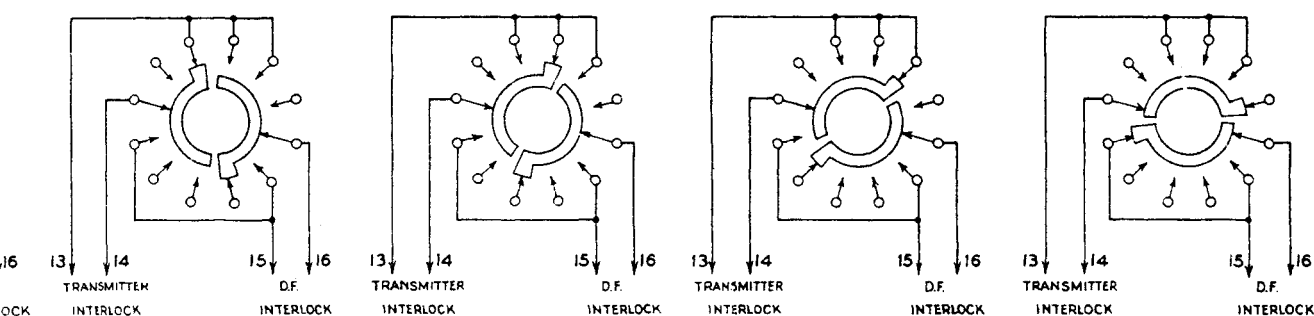 16 13 14 15 16 13 14 15 16 13 14 15 16 13 14 15 16
TRANSMITTER D.F. TRANSMITTER D.F. TRANSMITTER D.F. TRANSMITTER D.F.
OCK INTERLOCK INTERLOCK INTERLOCK INTERLOCK INTERLOCK INTERLOCK INTERLOCK INTERLOCK